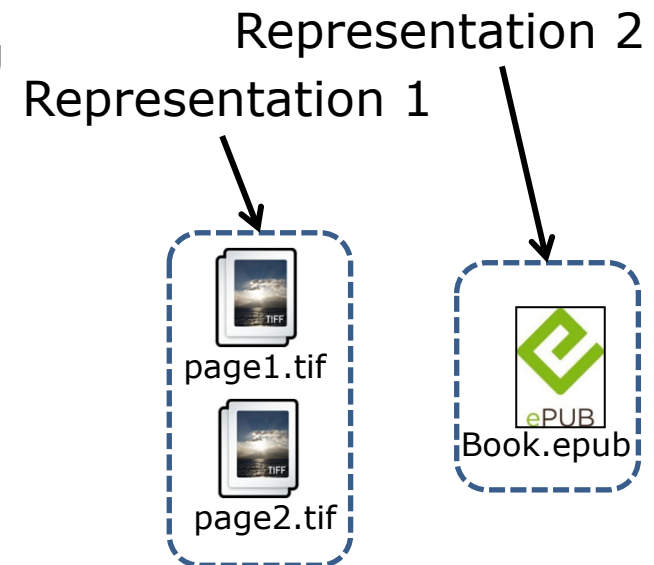 Representation 2
Representation 1
TIFF
page1.tif
TIFF
page2.tif
ePUB
Book.epub